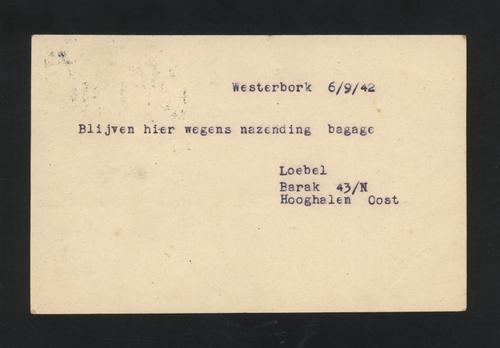 Westerbork 6/9/42
Blijven hier wegens nazending bagage
Loebel
Barak 43/N
Hooghalen Oost